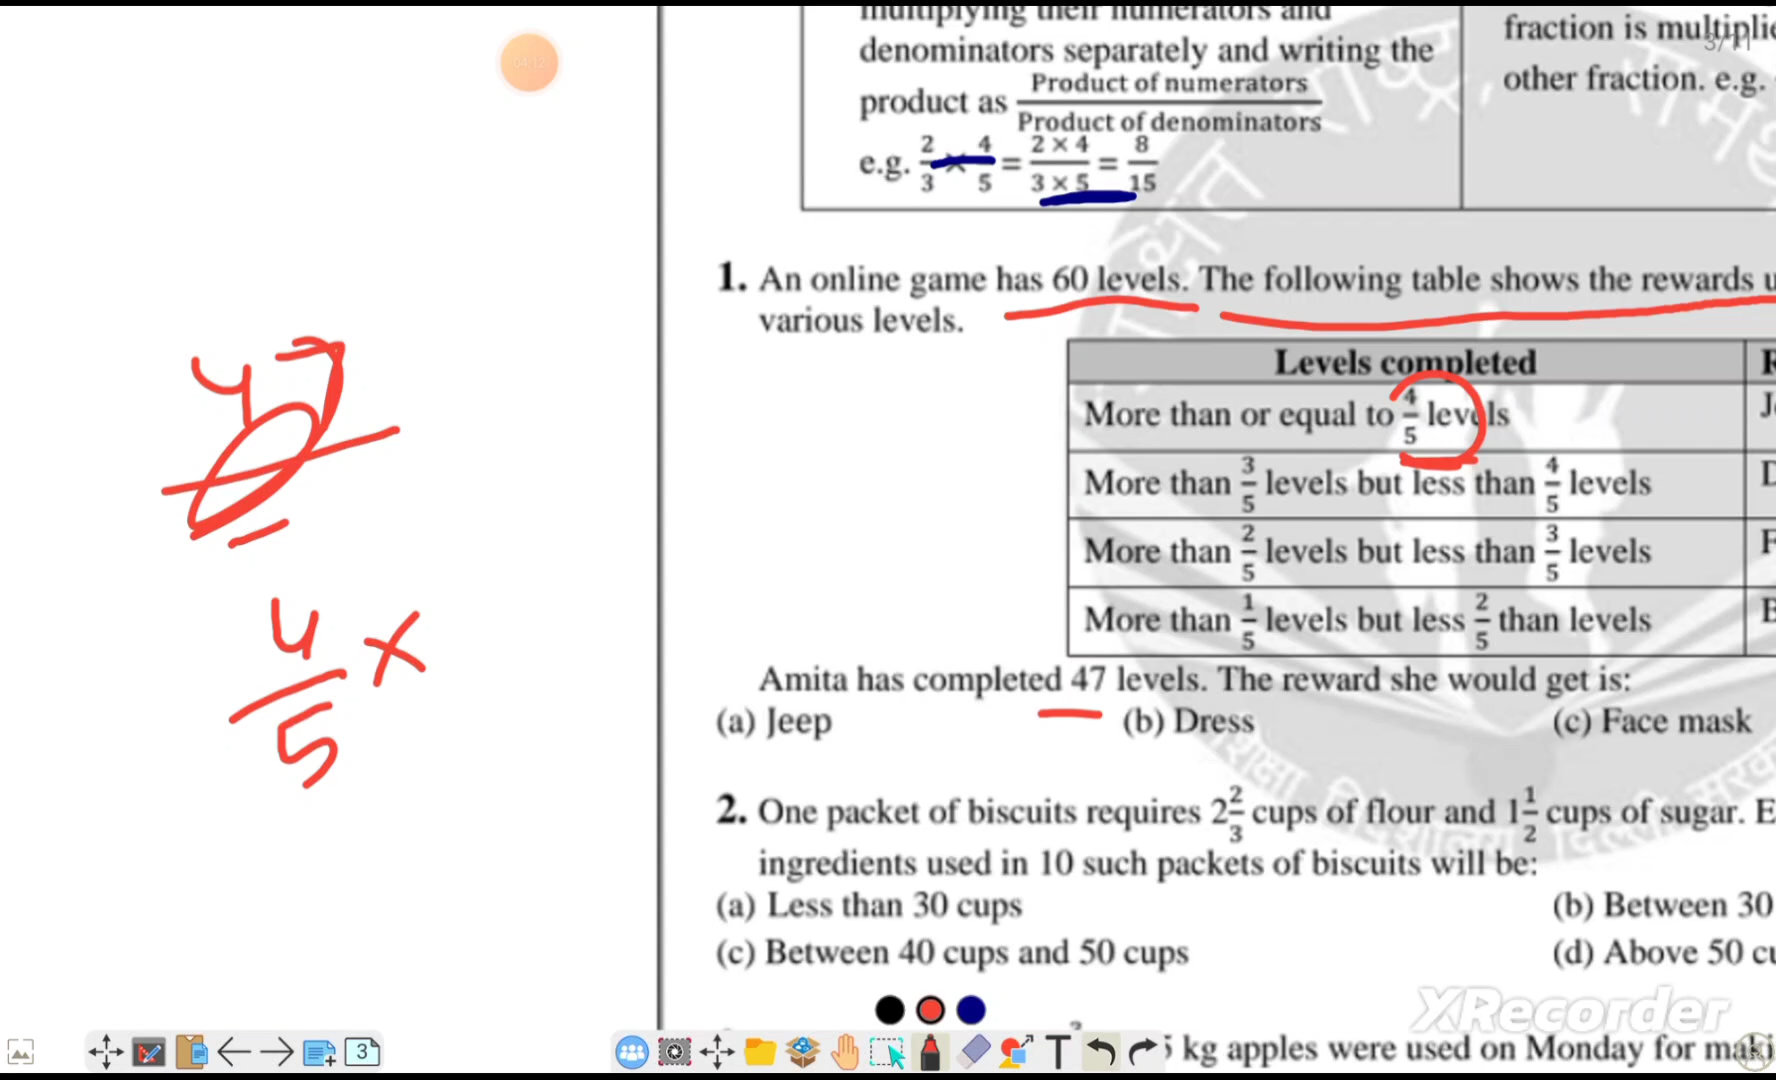 04:12
multiplying their numerators and
denominators separately and writing the
product as Product of numerators / Product of denominators
e.g. 2/3 × 4/5 = 2 × 4 / 3 × 5 = 8/15
fraction is multiplie
other fraction. e.g.
1. An online game has 60 levels. The following table shows the rewards u
various levels.
Levels completed
More than or equal to 4/5 levels
More than 3/5 levels but less than 4/5 levels
More than 2/5 levels but less than 3/5 levels
More than 1/5 levels but less 2/5 than levels
Amita has completed 47 levels. The reward she would get is:
(a) Jeep (b) Dress (c) Face mask
2. One packet of biscuits requires 2 2/3 cups of flour and 1 1/2 cups of sugar. E
ingredients used in 10 such packets of biscuits will be:
(a) Less than 30 cups (b) Between 30
(c) Between 40 cups and 50 cups (d) Above 50 cu
kg apples were used on Monday for maki
47
4/5 ×
XRecorder
3
T